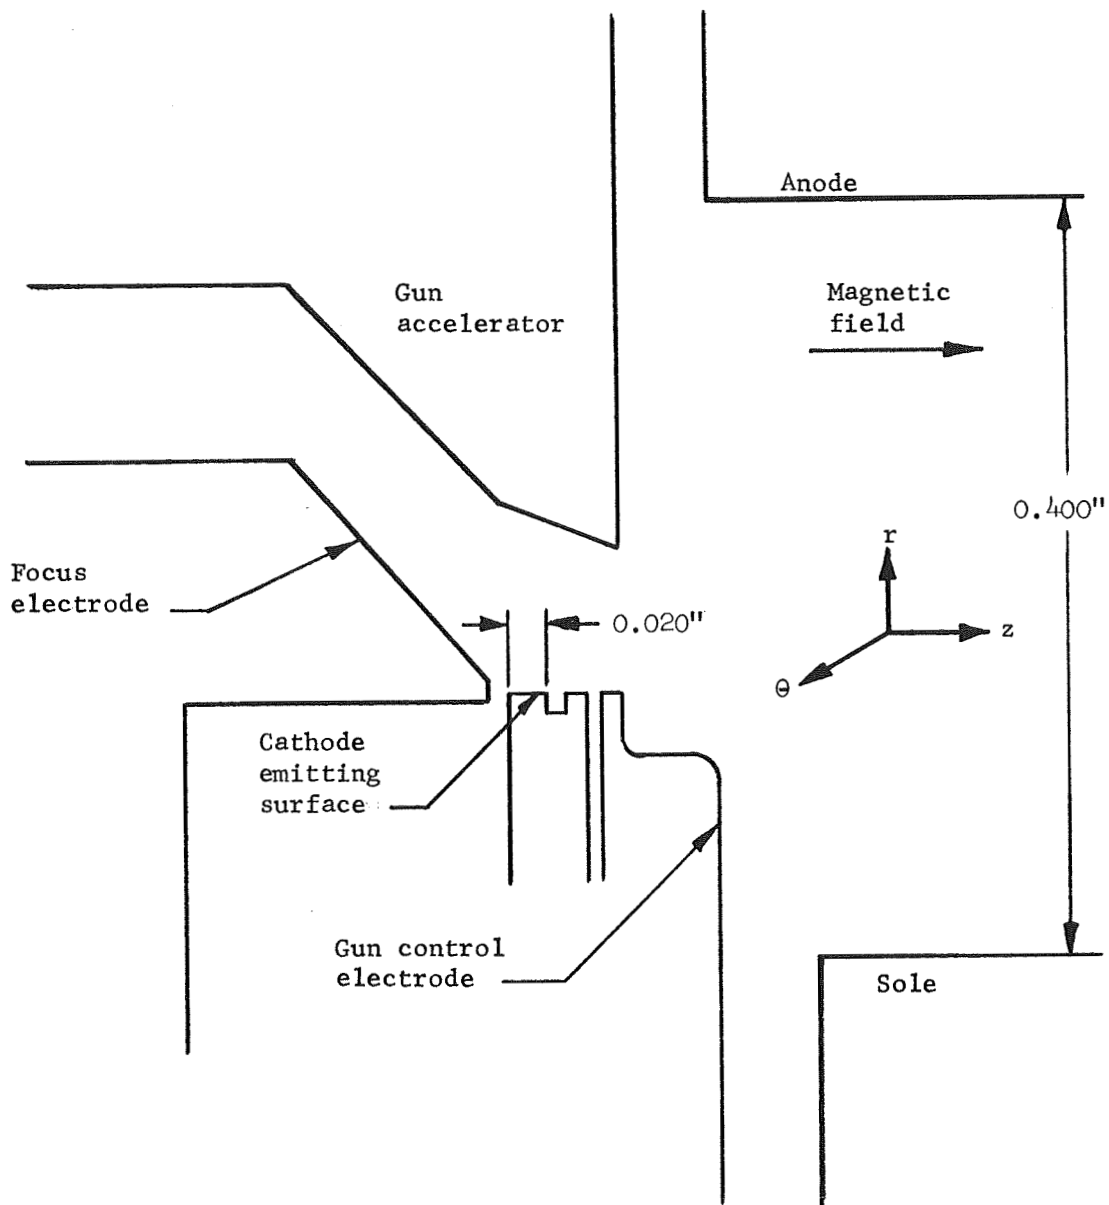 Anode
Gun
accelerator
Magnetic
field
0.400"
r
Focus
electrode
0.020"
z
θ
Cathode
emitting
surface
Gun control
electrode
Sole